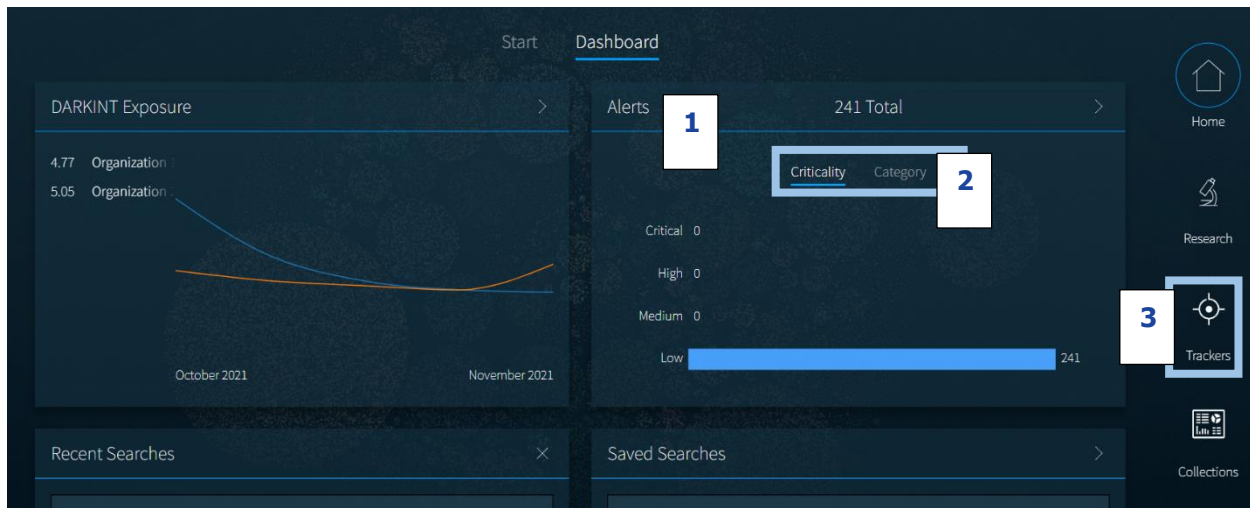 Start Dashboard
DARKINT Exposure
4.77 Organization
5.05 Organization
October 2021 November 2021
Alerts 1 241 Total
Criticality Category 2
Critical 0
High 0
Medium 0
Low 241
Recent Searches
Saved Searches
Home
Research
3 Trackers
Collections